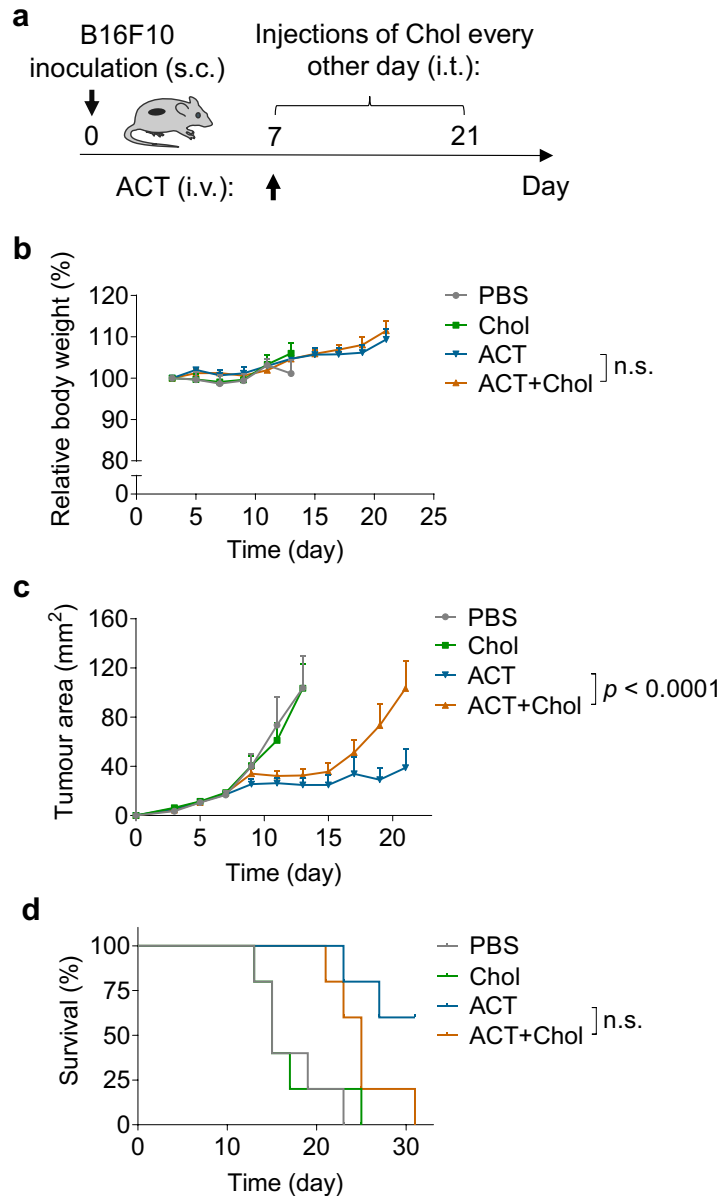 a
B16F10
inoculation (s.c.)
Injections of Chol every
other day (i.t.):
0
7
21
ACT (i.v.):
Day
b
Relative body weight (%)
120
110
100
90
80
0
0 5 10 15 20 25
Time (day)
PBS
Chol
ACT
ACT+Chol
n.s.
c
Tumour area (mm²)
160
120
80
40
0
0 5 10 15 20
Time (day)
PBS
Chol
ACT
ACT+Chol
p < 0.0001
d
Survival (%)
100
75
50
25
0
0 10 20 30
Time (day)
PBS
Chol
ACT
ACT+Chol
n.s.